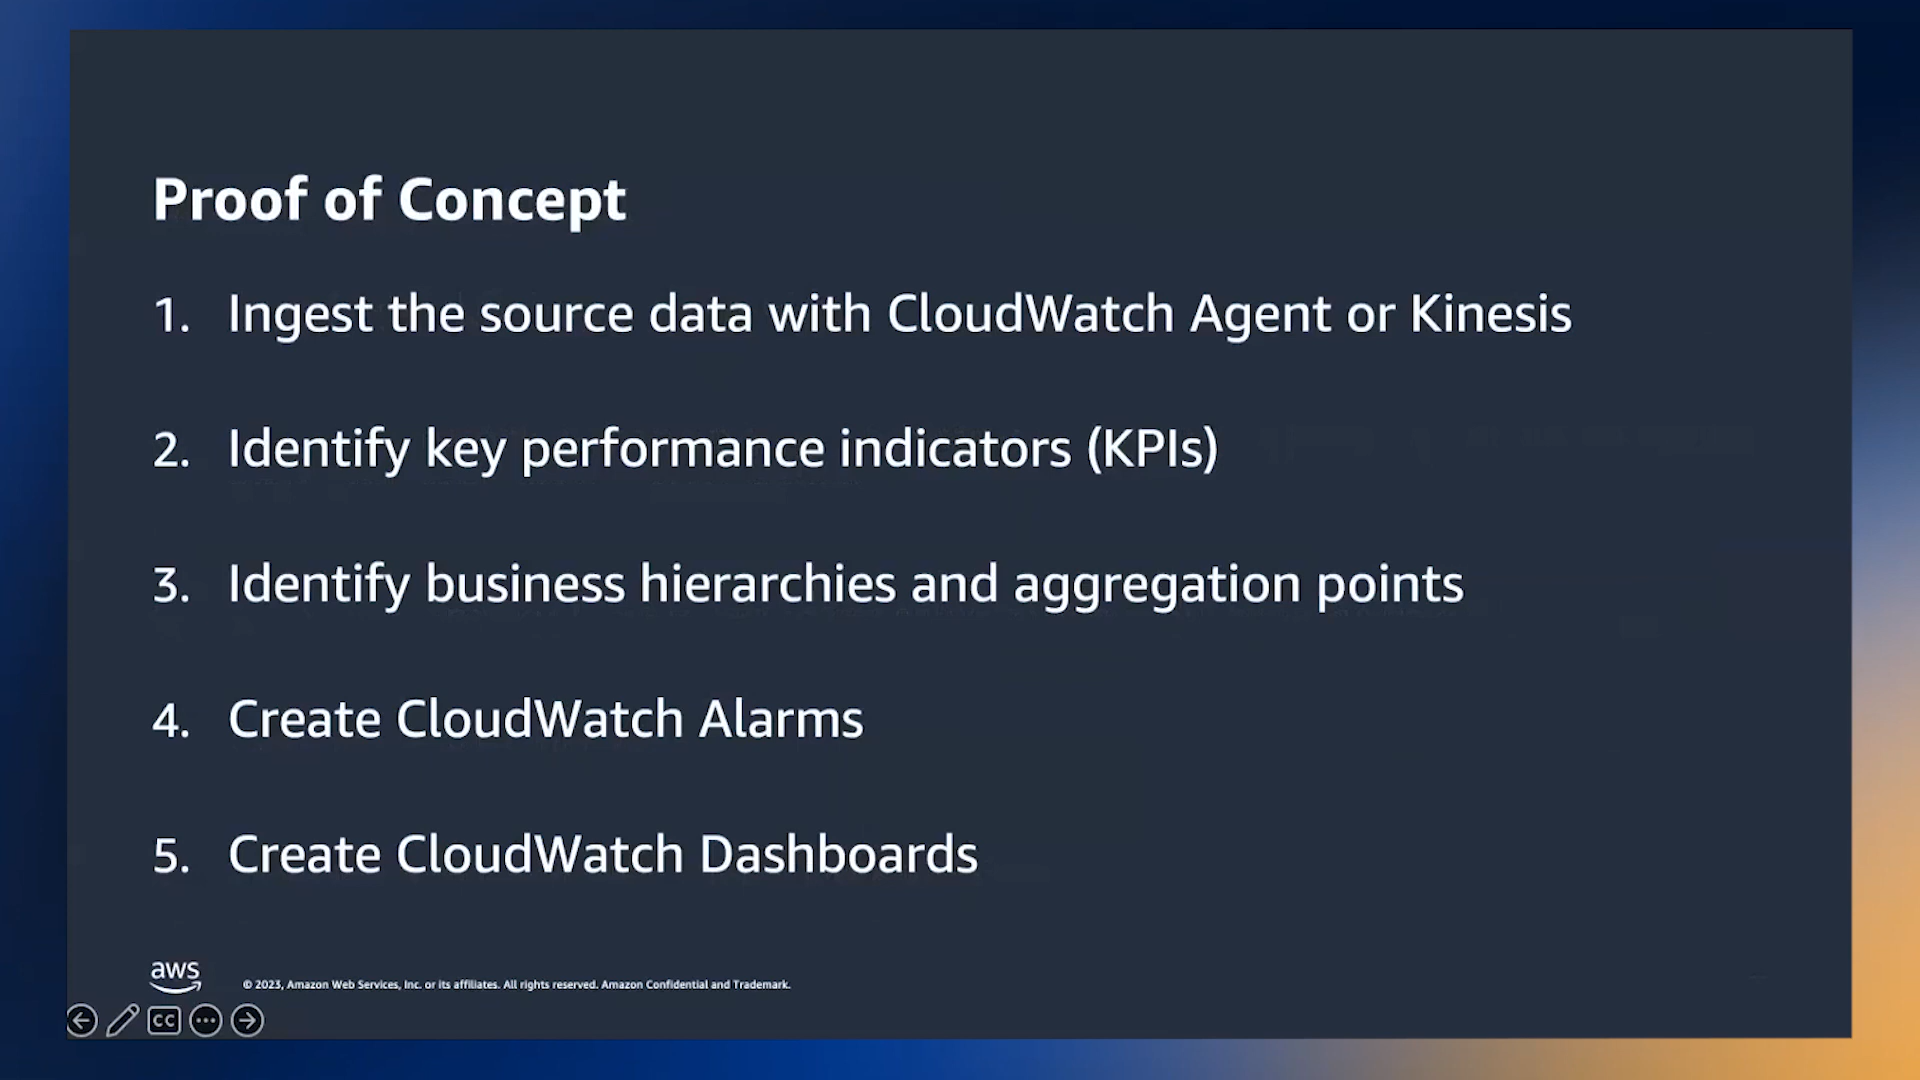 Proof of Concept
1. Ingest the source data with CloudWatch Agent or Kinesis
2. Identify key performance indicators (KPIs)
3. Identify business hierarchies and aggregation points
4. Create CloudWatch Alarms
5. Create CloudWatch Dashboards
aws
© 2023, Amazon Web Services, Inc. or its affiliates. All rights reserved. Amazon Confidential and Trademark.
CC